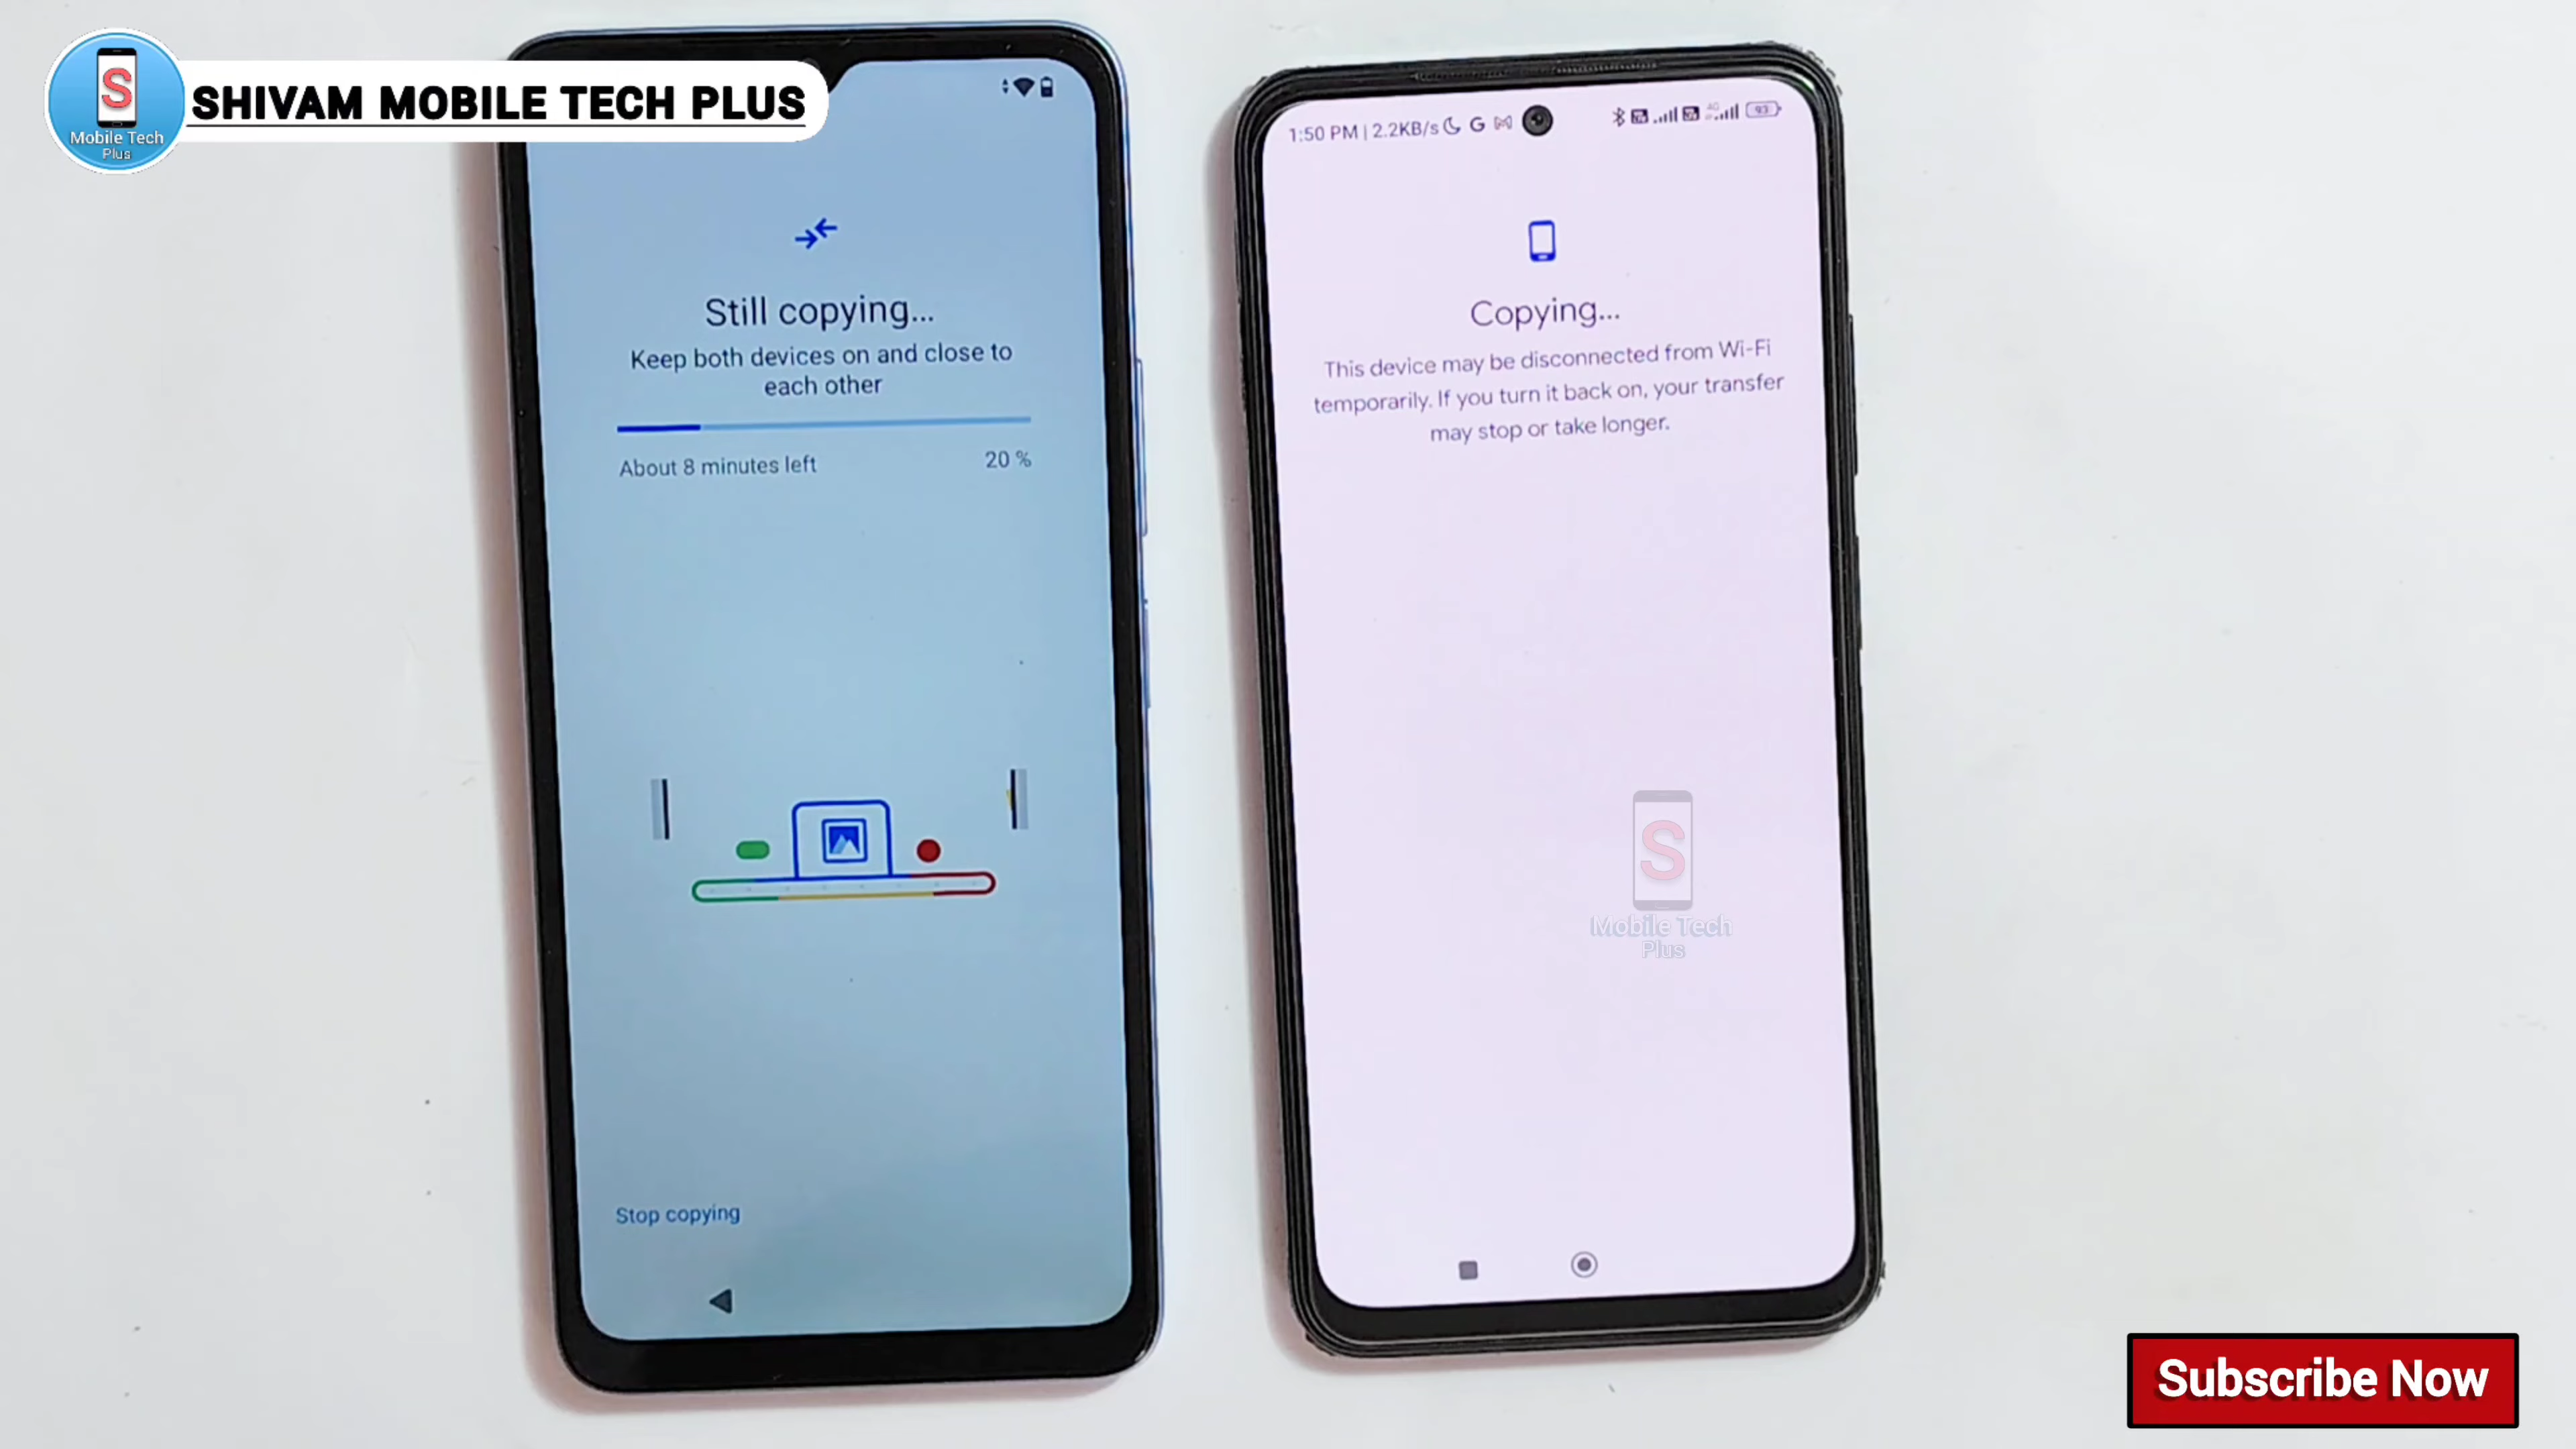 S
Mobile Tech
Plus
SHIVAM MOBILE TECH PLUS
Still copying...
Keep both devices on and close to
each other
About 8 minutes left
20 %
Stop copying
1:50 PM | 2.2KB/s G
4G
93
Copying...
This device may be disconnected from Wi-Fi
temporarily. If you turn it back on, your transfer
may stop or take longer.
S
Mobile Tech
Plus
Subscribe Now